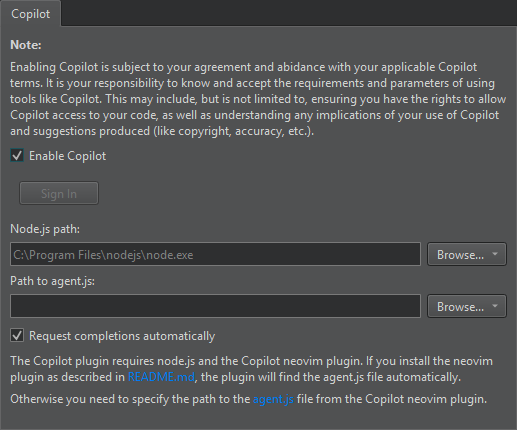 Copilot
Note:
Enabling Copilot is subject to your agreement and abidance with your applicable Copilot
terms. It is your responsibility to know and accept the requirements and parameters of using
tools like Copilot. This may include, but is not limited to, ensuring you have the rights to allow
Copilot access to your code, as well as understanding any implications of your use of Copilot
and suggestions produced (like copyright, accuracy, etc.).
Enable Copilot
Sign In
Node.js path:
C:\Program Files\nodejs\node.exe
Browse...
Path to agent.js:
Browse...
Request completions automatically
The Copilot plugin requires node.js and the Copilot neovim plugin. If you install the neovim
plugin as described in README.md, the plugin will find the agent.js file automatically.
Otherwise you need to specify the path to the agent.js file from the Copilot neovim plugin.